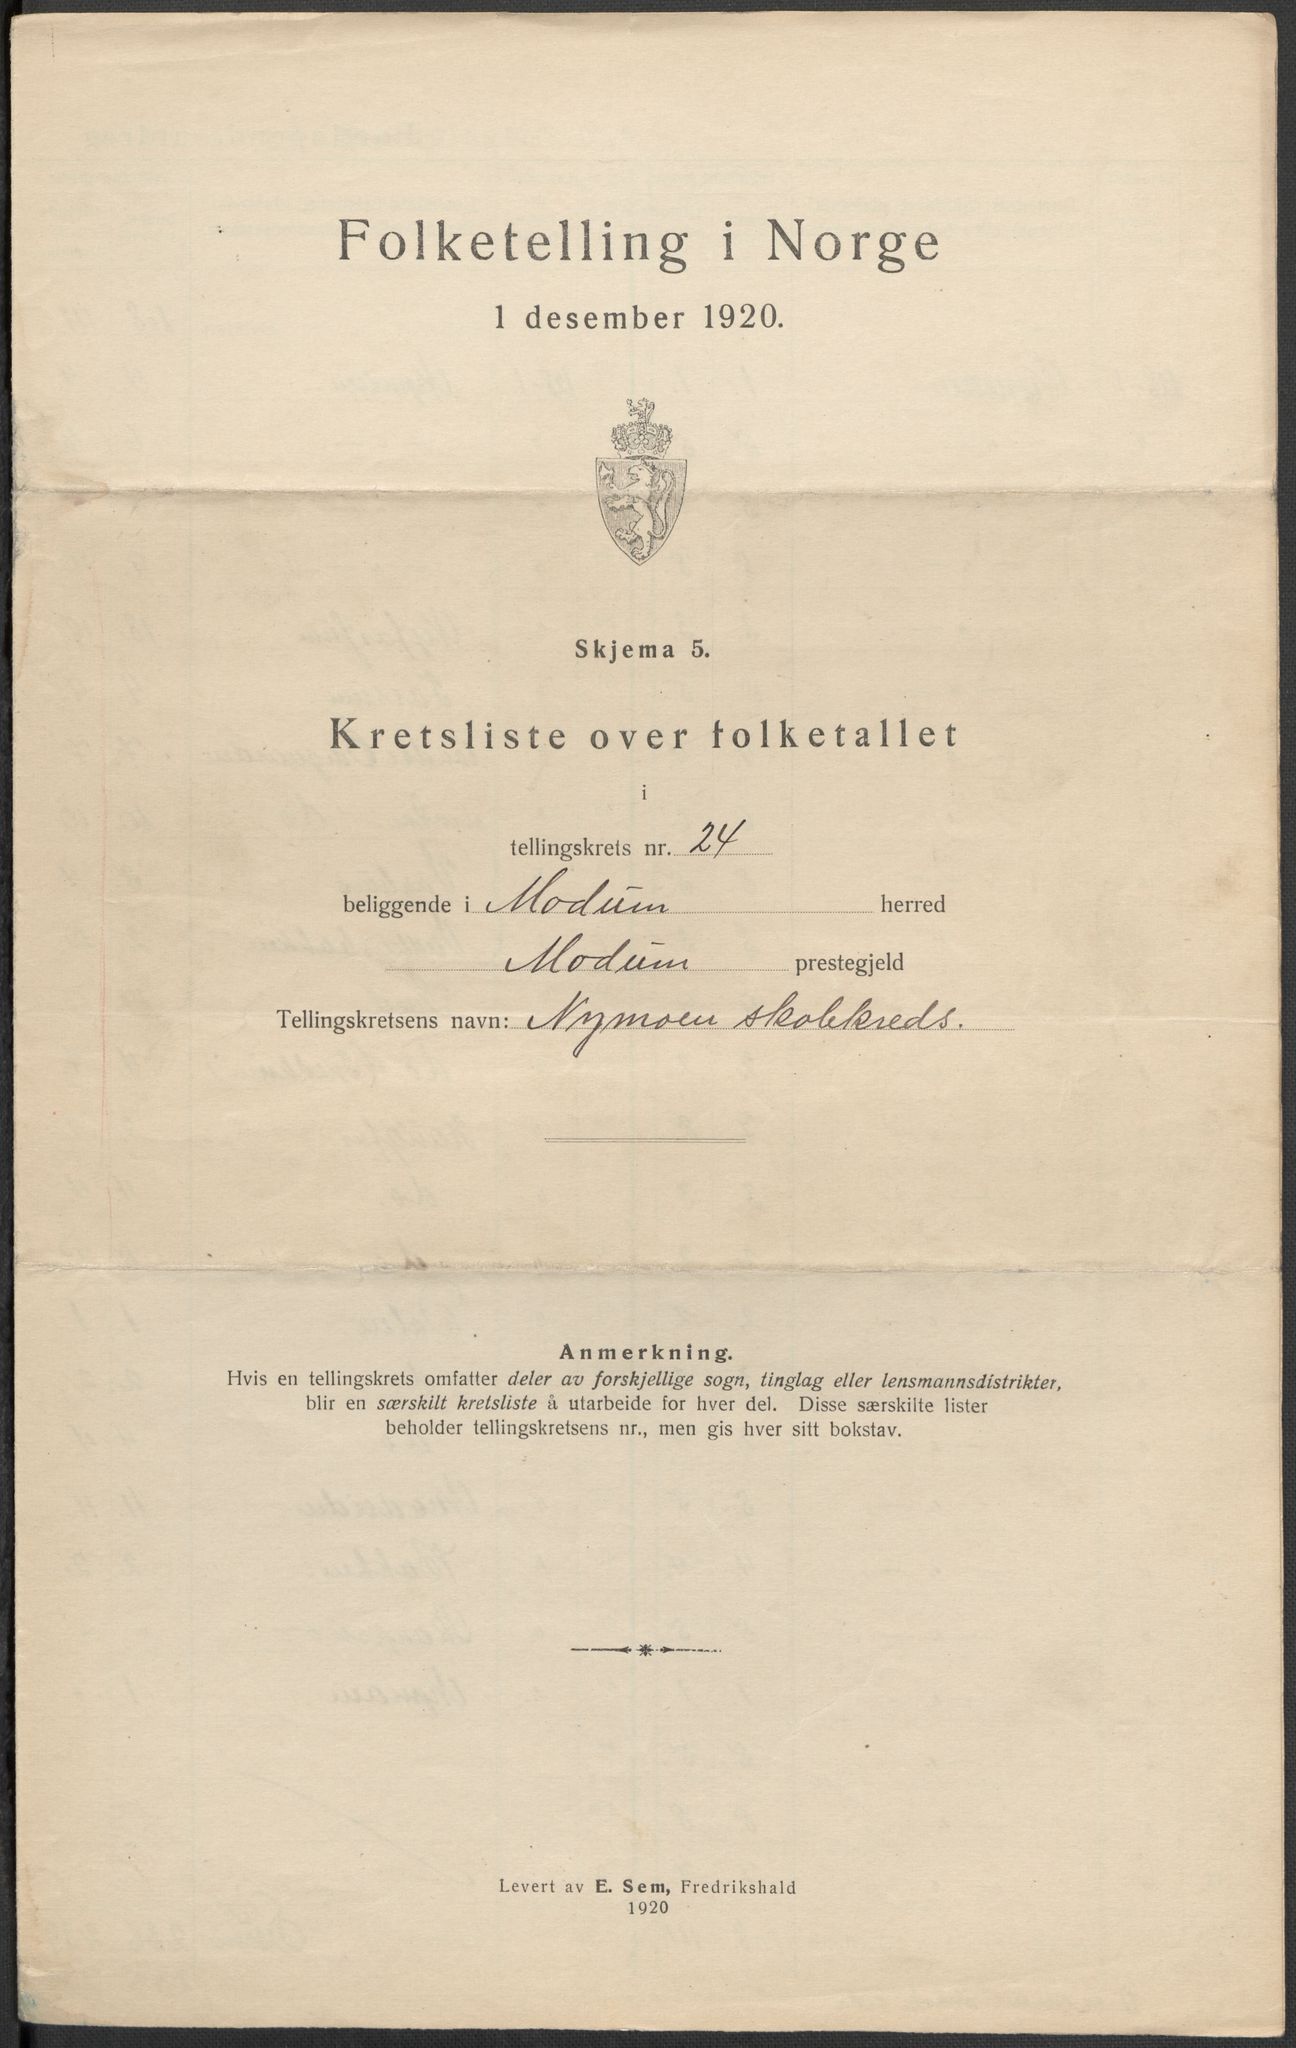 Folketelling i Norge
1 desember 1920.
Skjema 5.
Kretsliste over folketallet
i
tellingskrets nr. 24
beliggende i Modum herred
Modum prestegjeld
Tellingskretsens navn: Nymoen skolekreds.
Anmerkning.
Hvis en tellingskrets omfatter deler av forskjellige sogn, tinglag eller lensmannsdistrikter,
blir en særskilt kretsliste å utarbeide for hver del. Disse særskilte lister
beholder tellingskretsens nr., men gis hver sitt bokstav.
Levert av E. Sem, Fredrikshald
1920